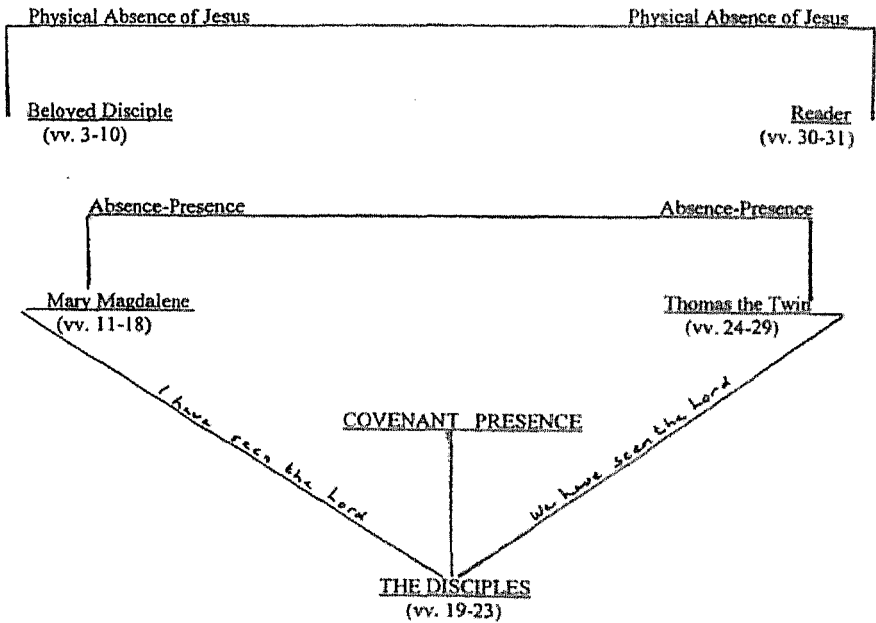 Physical Absence of Jesus
Physical Absence of Jesus
Beloved Disciple
(vv. 3-10)
Reader
(vv. 30-31)
Absence-Presence
Absence-Presence
Mary Magdalene
(vv. 11-18)
Thomas the Twin
(vv. 24-29)
I have seen the Lord
We have seen the Lord
COVENANT PRESENCE
THE DISCIPLES
(vv. 19-23)